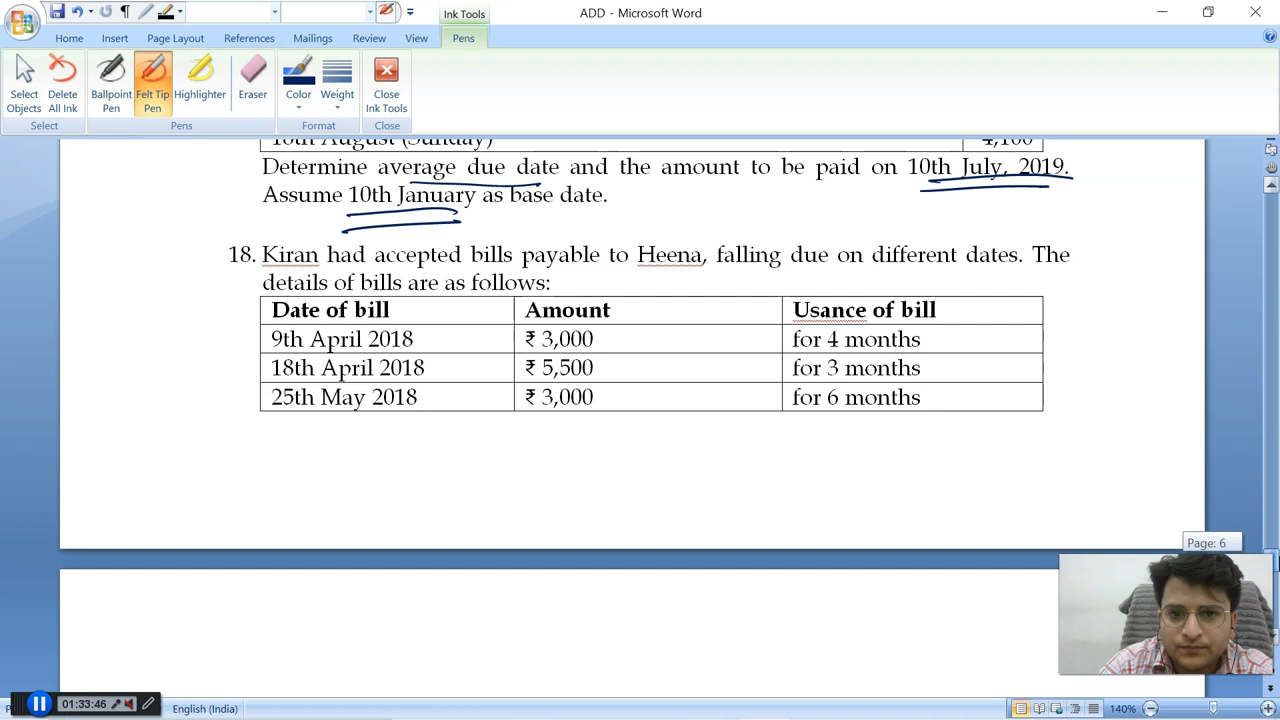 ADD - Microsoft Word
Ink Tools
Home
Insert
Page Layout
References
Mailings
Review
View
Pens
Select Objects
Delete All Ink
Ballpoint Pen
Felt Tip Pen
Highlighter
Eraser
Color
Weight
Close Ink Tools
Select
Pens
Format
Close
10th August (Sunday) 4,100
Determine average due date and the amount to be paid on 10th July, 2019.
Assume 10th January as base date.
18. Kiran had accepted bills payable to Heena, falling due on different dates. The
details of bills are as follows:
Date of bill Amount Usance of bill
9th April 2018 ₹ 3,000 for 4 months
18th April 2018 ₹ 5,500 for 3 months
25th May 2018 ₹ 3,000 for 6 months
Page: 6
01:33:46
English (India)
140%